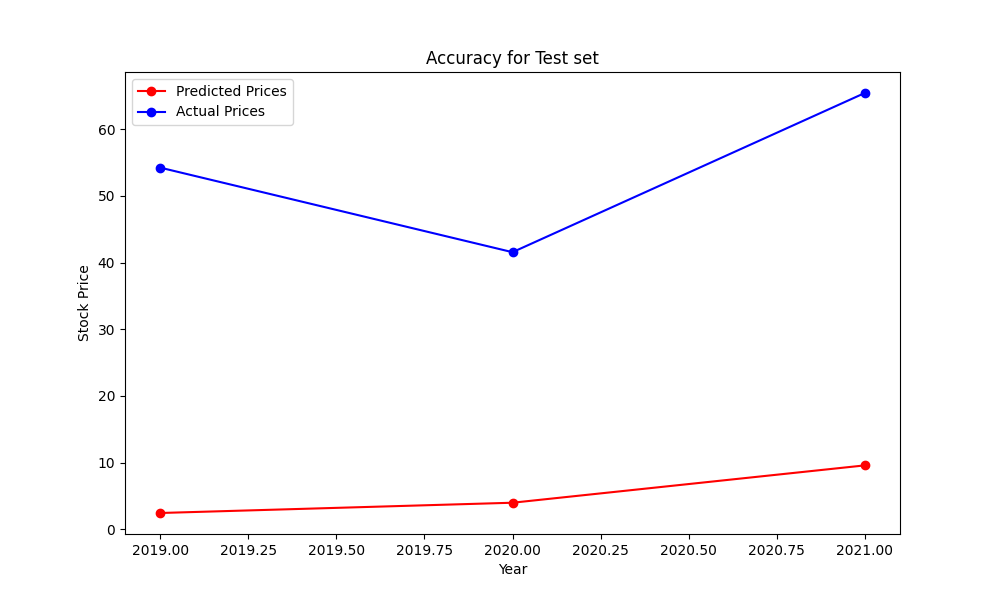 Accuracy for Test set
Predicted Prices
Actual Prices
Stock Price
60
50
40
30
20
10
0
2019.00 2019.25 2019.50 2019.75 2020.00 2020.25 2020.50 2020.75 2021.00
Year